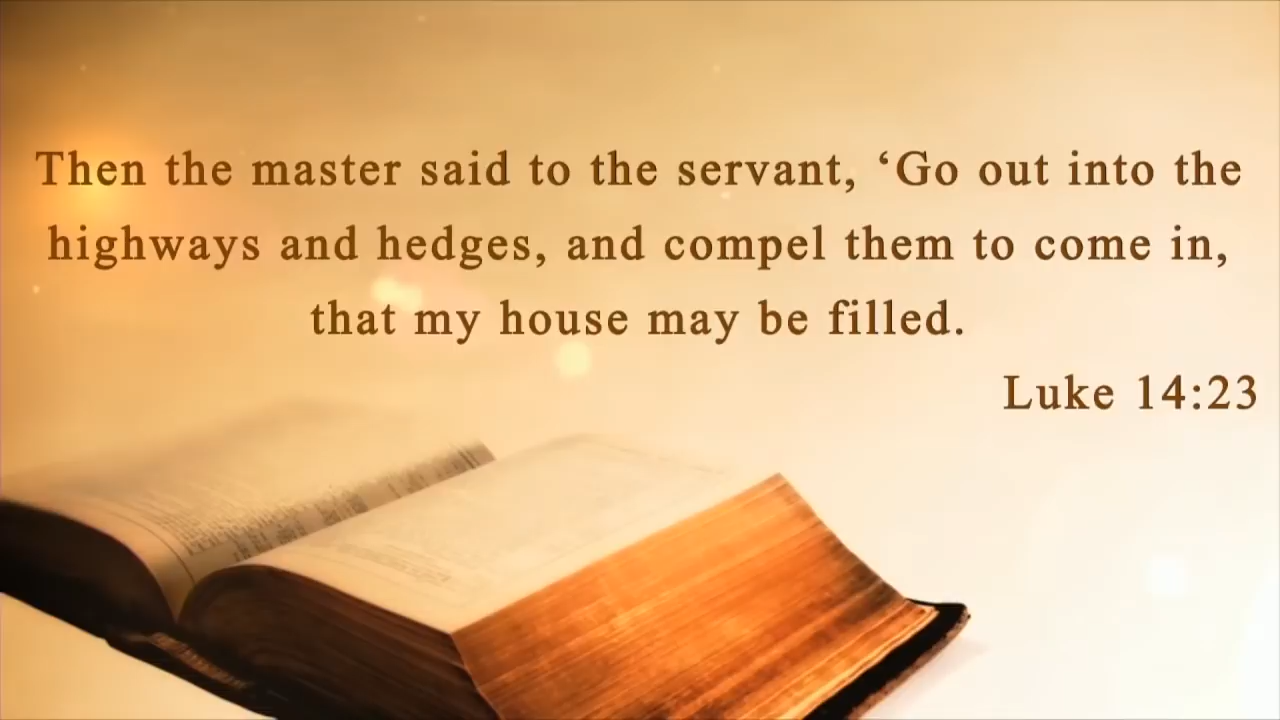 Then the master said to the servant, ‘Go out into the
highways and hedges, and compel them to come in,
that my house may be filled.
Luke 14:23